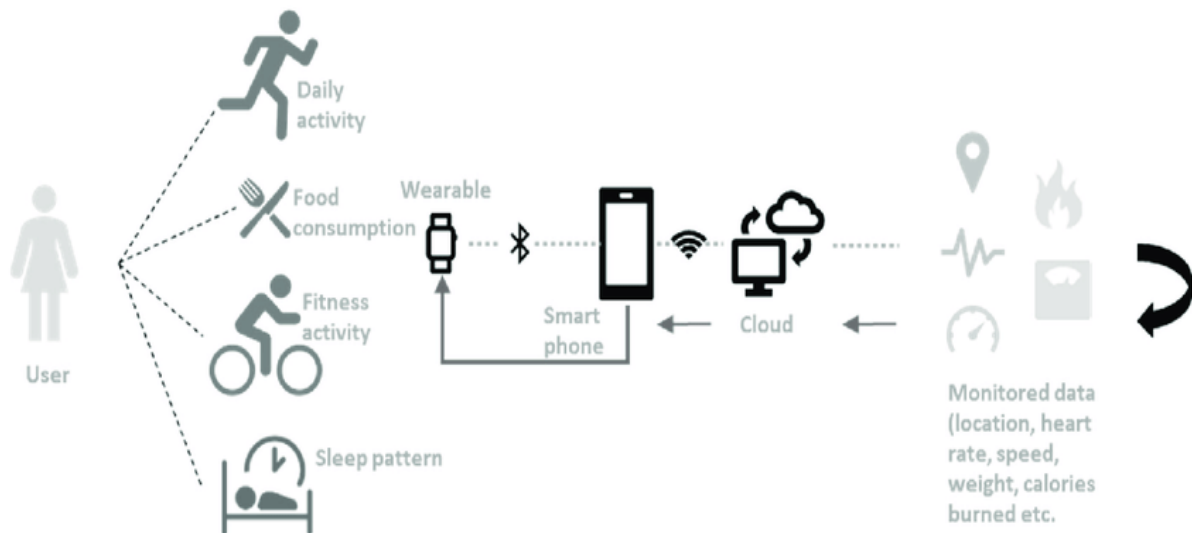 Daily
activity
Food
consumption
Wearable
Fitness
activity
User
Smart
phone
Cloud
Sleep pattern
Monitored data
(location, heart
rate, speed,
weight, calories
burned etc.